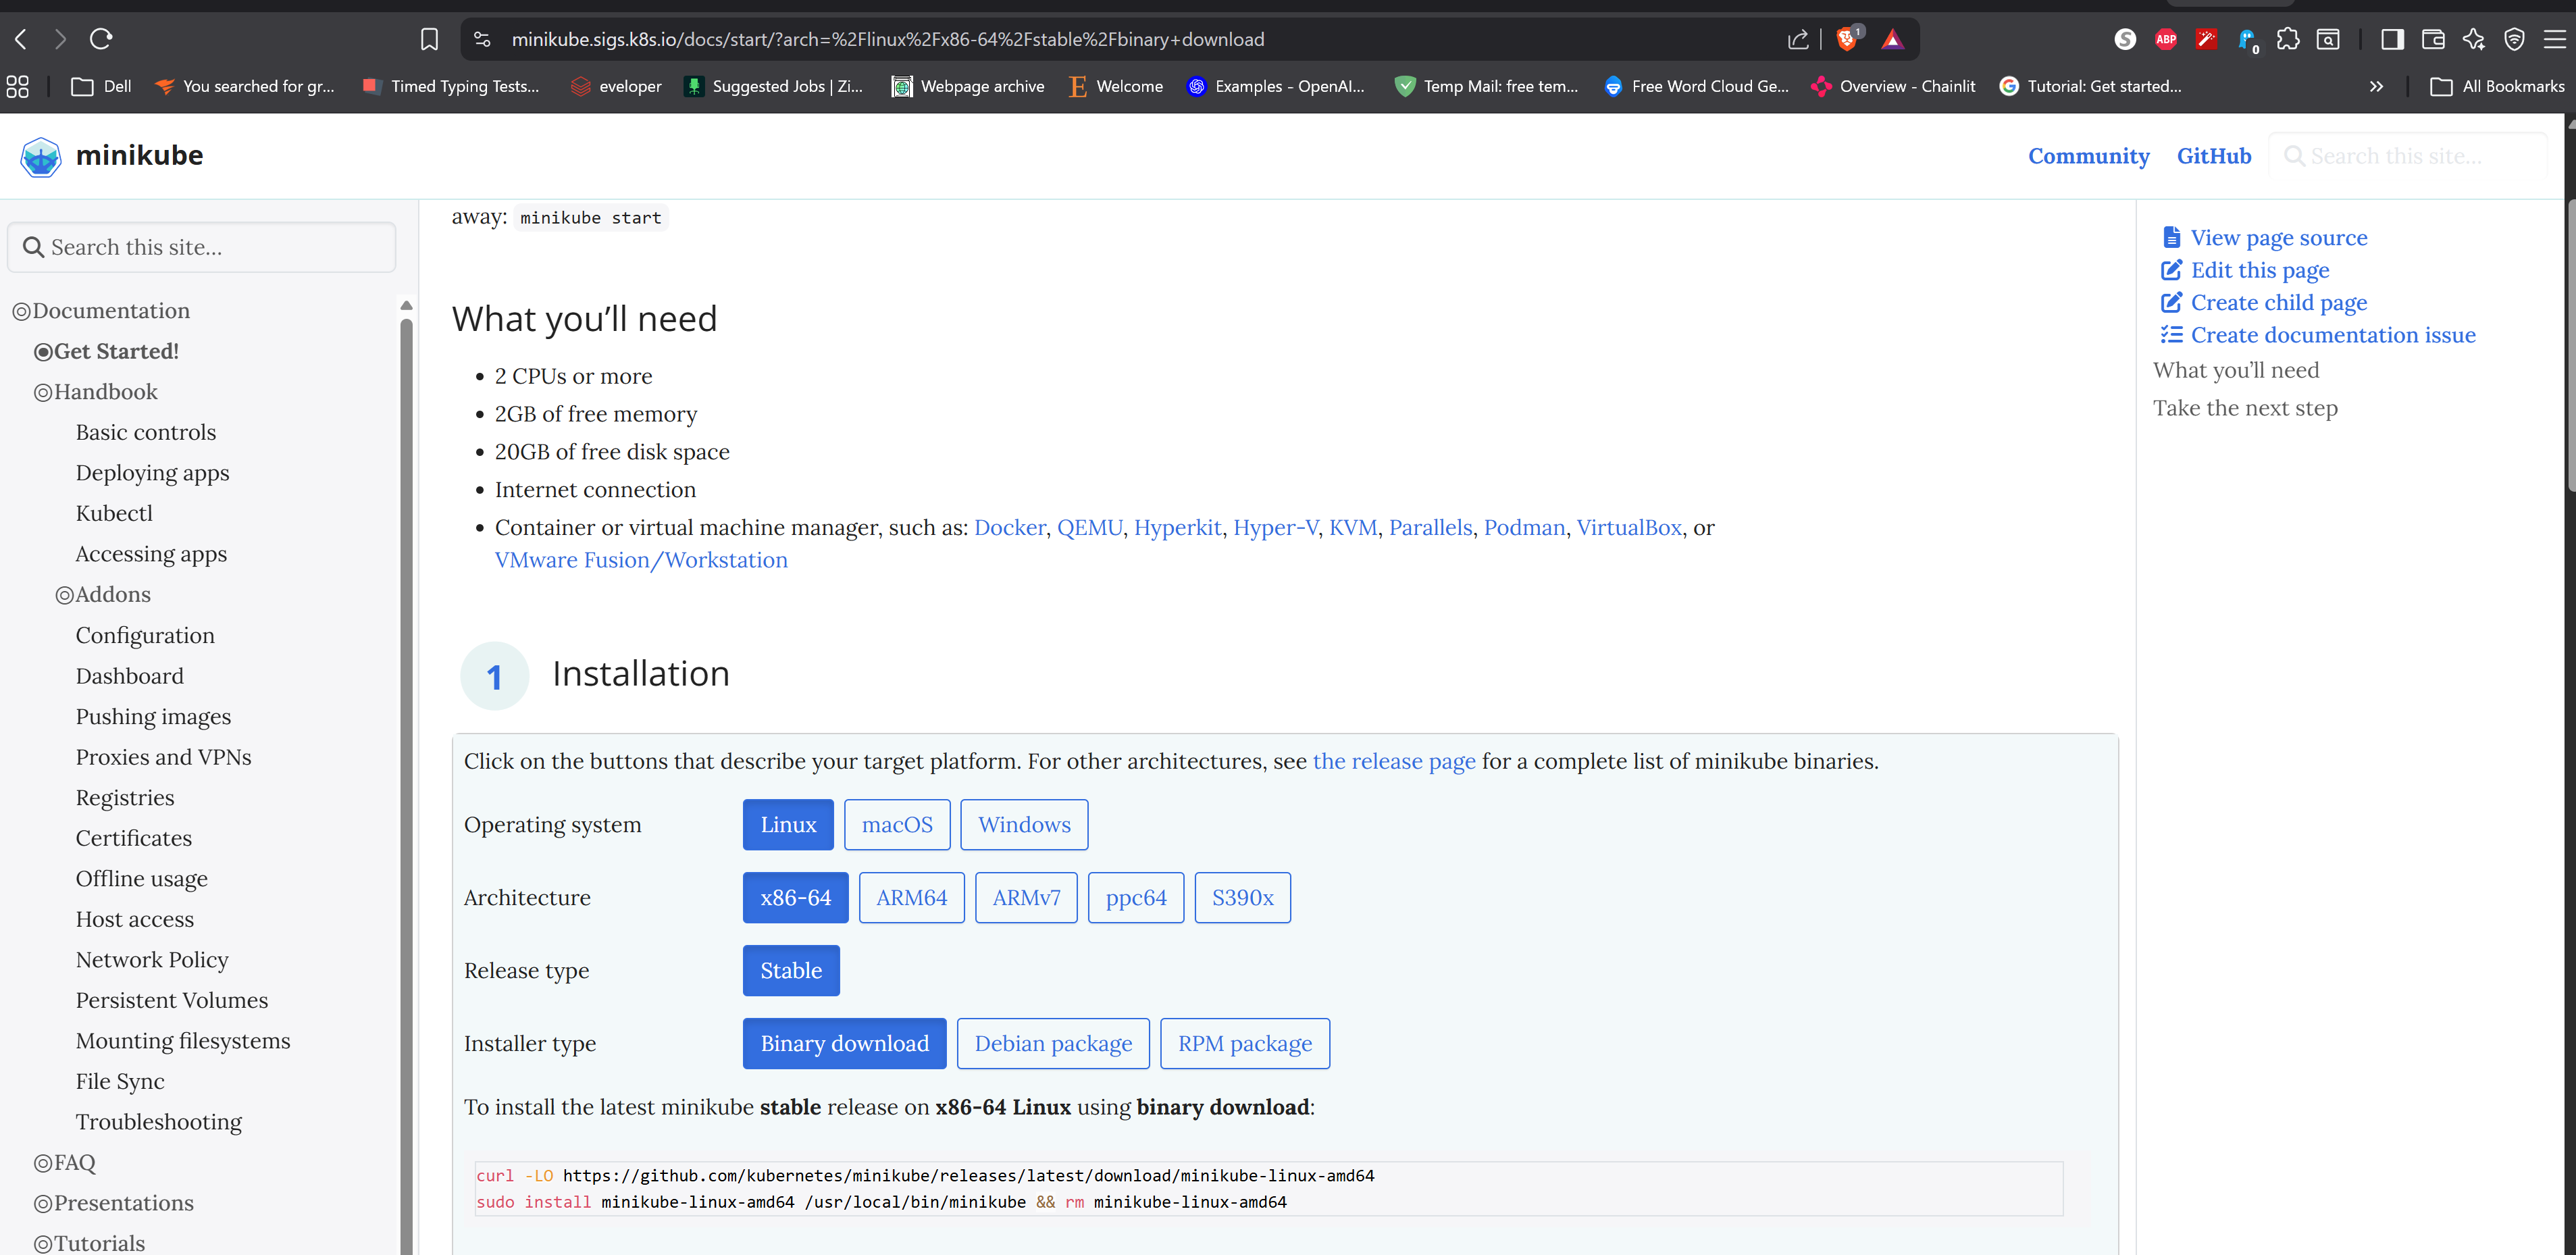 minikube.sigs.k8s.io/docs/start/?arch=%2Flinux%2Fx86-64%2Fstable%2Fbinary+download
1
ABP
0
Dell
You searched for gr...
Timed Typing Tests...
eveloper
Suggested Jobs | Zi...
Webpage archive
Welcome
Examples - OpenAI...
Temp Mail: free tem...
Free Word Cloud Ge...
Overview - Chainlit
Tutorial: Get started...
All Bookmarks
minikube
Community
GitHub
Search this site...
Search this site...
Documentation
Get Started!
Handbook
Basic controls
Deploying apps
Kubectl
Accessing apps
Addons
Configuration
Dashboard
Pushing images
Proxies and VPNs
Registries
Certificates
Offline usage
Host access
Network Policy
Persistent Volumes
Mounting filesystems
File Sync
Troubleshooting
FAQ
Presentations
Tutorials
away: minikube start
What you’ll need
• 2 CPUs or more
• 2GB of free memory
• 20GB of free disk space
• Internet connection
• Container or virtual machine manager, such as: Docker, QEMU, Hyperkit, Hyper-V, KVM, Parallels, Podman, VirtualBox, or
VMware Fusion/Workstation
1 Installation
Click on the buttons that describe your target platform. For other architectures, see the release page for a complete list of minikube binaries.
Operating system Linux macOS Windows
Architecture x86-64 ARM64 ARMv7 ppc64 S390x
Release type Stable
Installer type Binary download Debian package RPM package
To install the latest minikube stable release on x86-64 Linux using binary download:
curl -LO https://github.com/kubernetes/minikube/releases/latest/download/minikube-linux-amd64
sudo install minikube-linux-amd64 /usr/local/bin/minikube && rm minikube-linux-amd64
View page source
Edit this page
Create child page
Create documentation issue
What you’ll need
Take the next step